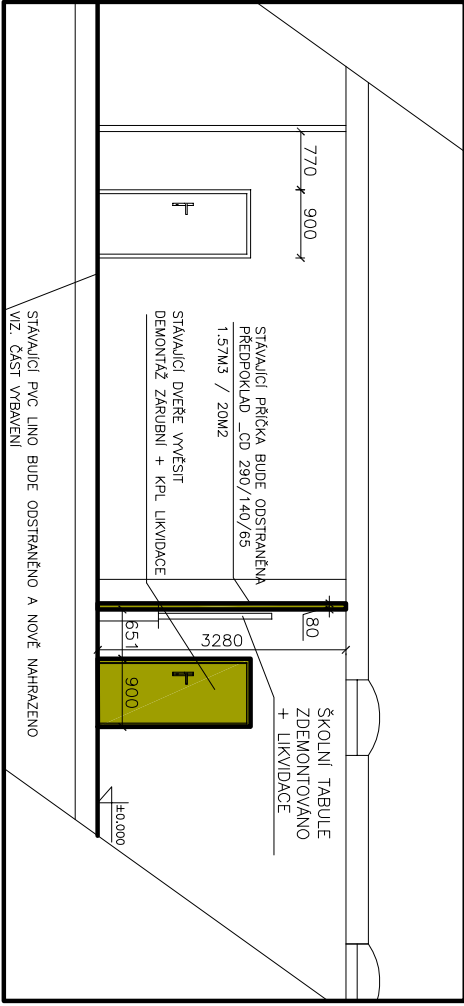 770
900
STÁVAJÍCÍ PŘÍČKA BUDE ODSTRANĚNA
PŘEDPOKLAD _CD 290/140/65
1.57M3 / 20M2
STÁVAJÍCÍ DVEŘE VYVĚSIT
DEMONTÁŽ ZÁRUBNÍ + KPL LIKVIDACE
80
3280
651
900
ŠKOLNÍ TABULE
ZDEMONTOVÁNO
+ LIKVIDACE
±0.000
STÁVAJÍCÍ PVC LINO BUDE ODSTRANĚNO A NOVĚ NAHRAZENO
VIZ. ČÁST VYBAVENÍ